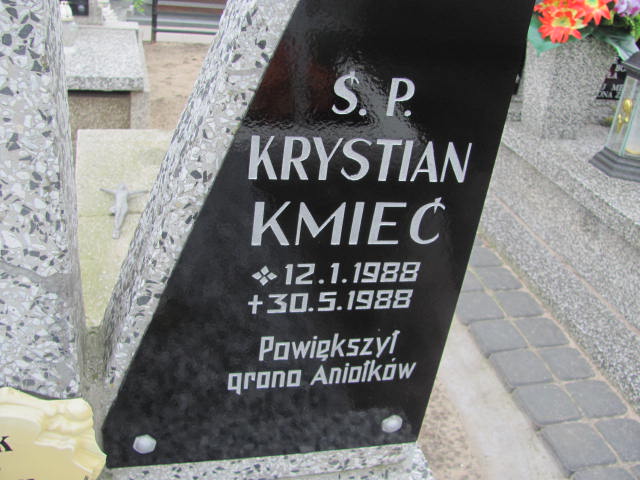 Ś. P.
KRYSTIAN
KMIEĆ
12.1.1988
+30.5.1988
Powiększył
grono Aniołków
K